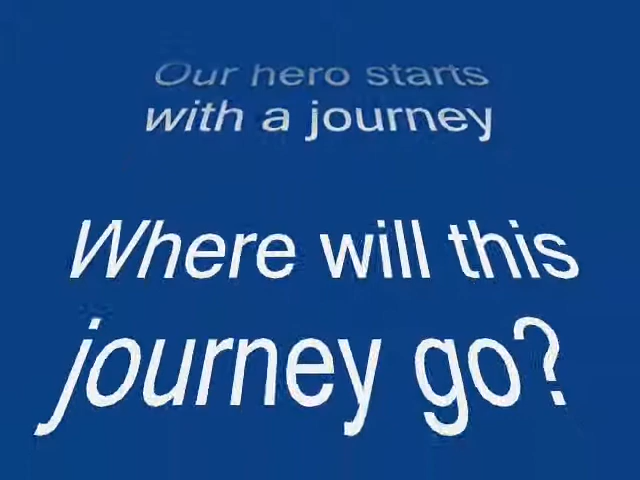 Our hero starts
with a journey
Where will this
journey go?